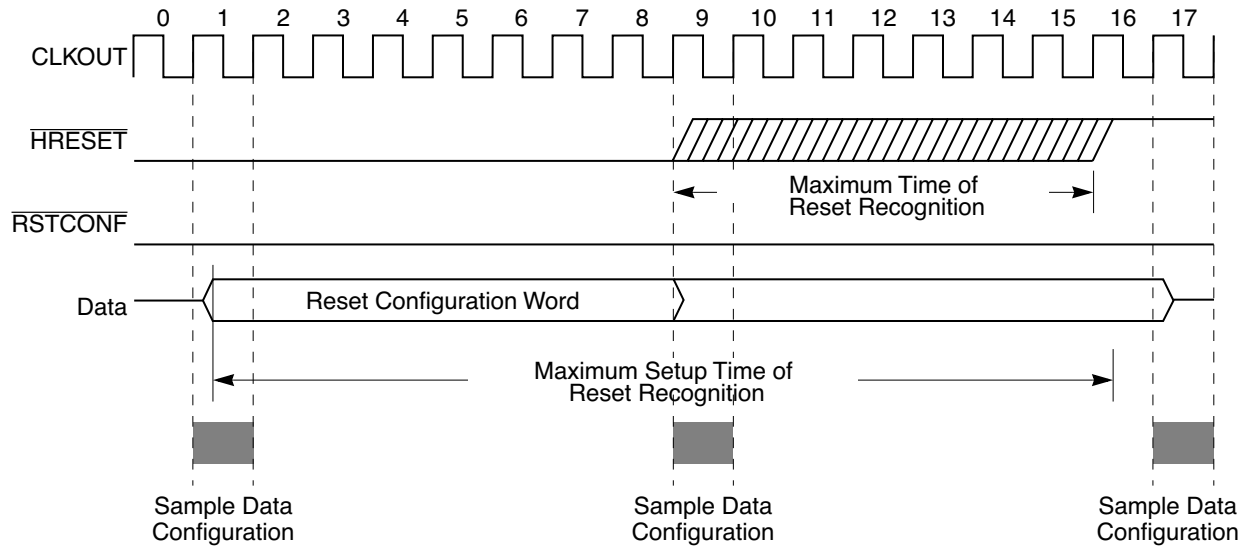 0 1 2 3 4 5 6 7 8 9 10 11 12 13 14 15 16 17
CLKOUT
HRESET
Maximum Time of
Reset Recognition
RSTCONF
Data
Reset Configuration Word
Maximum Setup Time of
Reset Recognition
Sample Data
Configuration
Sample Data
Configuration
Sample Data
Configuration